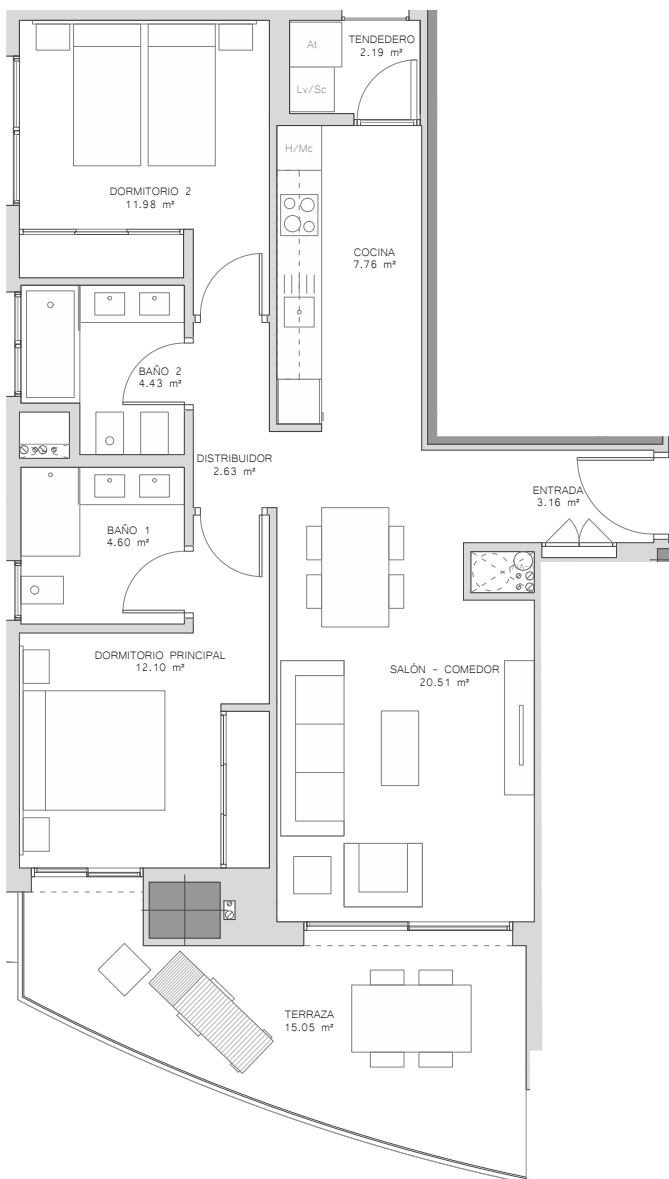 At
TENDEDERO
2.19 m²
Lv/Sc
H/Mc
DORMITORIO 2
11.98 m²
COCINA
7.76 m²
BAÑO 2
4.43 m²
DISTRIBUIDOR
2.63 m²
ENTRADA
3.16 m²
BAÑO 1
4.60 m²
DORMITORIO PRINCIPAL
12.10 m²
SALÓN - COMEDOR
20.51 m²
TERRAZA
15.05 m²